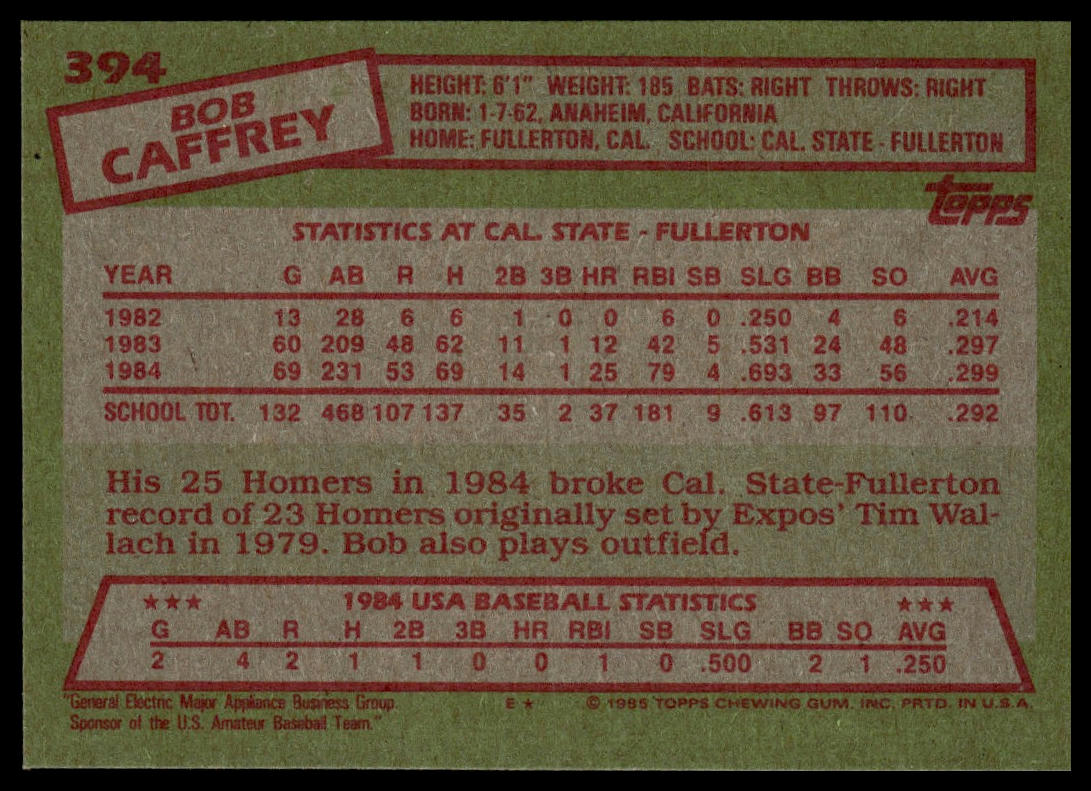 394
BOB
CAFFREY
HEIGHT: 6'1" WEIGHT: 185 BATS: RIGHT THROWS: RIGHT
BORN: 1-7-62, ANAHEIM, CALIFORNIA
HOME: FULLERTON, CAL. SCHOOL: CAL. STATE - FULLERTON
topps
STATISTICS AT CAL. STATE - FULLERTON
YEAR G AB R H 2B 3B HR RBI SB SLG BB SO AVG
1982 13 28 6 6 1 0 0 6 0 .250 4 6 .214
1983 60 209 48 62 11 1 12 42 5 .531 24 48 .297
1984 69 231 53 69 14 1 25 79 4 .693 33 56 .299
SCHOOL TOT. 132 468 107 137 35 2 37 181 9 .613 97 110 .292
His 25 Homers in 1984 broke Cal. State-Fullerton
record of 23 Homers originally set by Expos' Tim Wal-
lach in 1979. Bob also plays outfield.
★★★ 1984 USA BASEBALL STATISTICS ★★★
G AB R H 2B 3B HR RBI SB SLG BB SO AVG
2 4 2 1 1 0 0 1 0 .500 2 1 .250
"General Electric Major Appliance Business Group.
Sponsor of the U.S. Amateur Baseball Team."
E ★ © 1985 TOPPS CHEWING GUM, INC. PRTD. IN U.S.A.